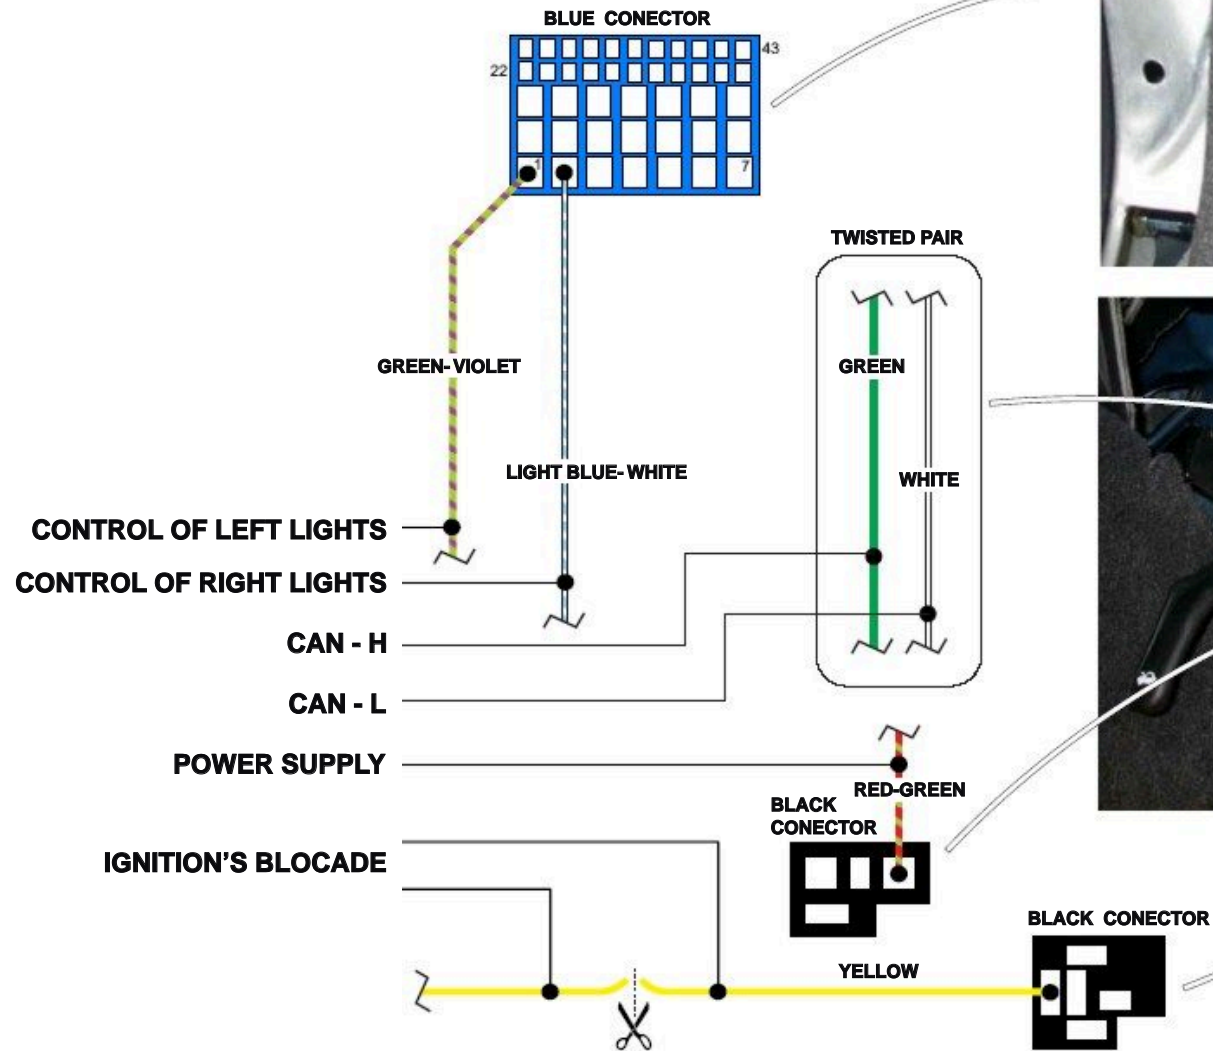 BLUE CONECTOR
43
22
1
7
TWISTED PAIR
GREEN-VIOLET
GREEN
LIGHT BLUE-WHITE
WHITE
CONTROL OF LEFT LIGHTS
CONTROL OF RIGHT LIGHTS
CAN - H
CAN - L
POWER SUPPLY
RED-GREEN
BLACK
CONECTOR
IGNITION'S BLOCADE
BLACK CONECTOR
YELLOW